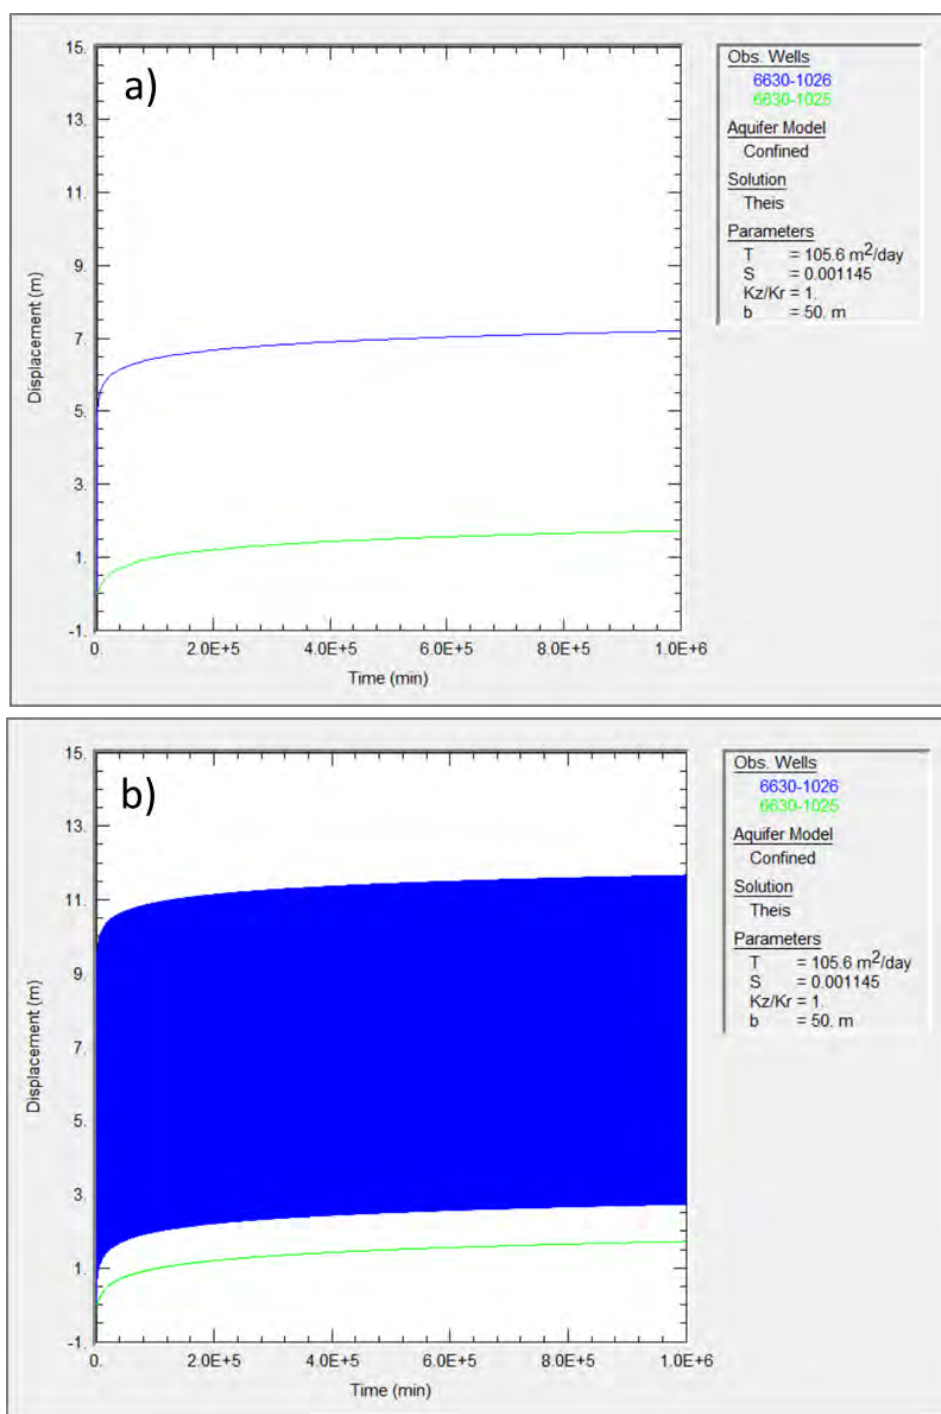 a)
15.
13.
11.
9.
7.
5.
3.
1.
-1.
Displacement (m)
0.
2.0E+5
4.0E+5
6.0E+5
8.0E+5
1.0E+6
Time (min)
Obs. Wells
6630-1026
6630-1025
Aquifer Model
Confined
Solution
Theis
Parameters
T = 105.6 m²/day
S = 0.001145
Kz/Kr = 1.
b = 50. m
b)
15.
13.
11.
9.
7.
5.
3.
1.
-1.
Displacement (m)
0.
2.0E+5
4.0E+5
6.0E+5
8.0E+5
1.0E+6
Time (min)
Obs. Wells
6630-1026
6630-1025
Aquifer Model
Confined
Solution
Theis
Parameters
T = 105.6 m²/day
S = 0.001145
Kz/Kr = 1.
b = 50. m